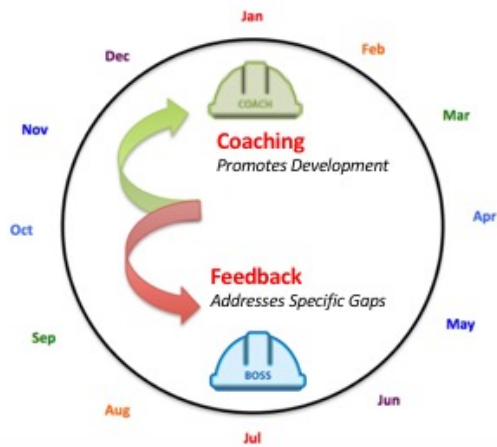 Jan
Feb
Mar
Apr
May
Jun
Jul
Aug
Sep
Oct
Nov
Dec
COACH
Coaching
Promotes Development
Feedback
Addresses Specific Gaps
BOSS